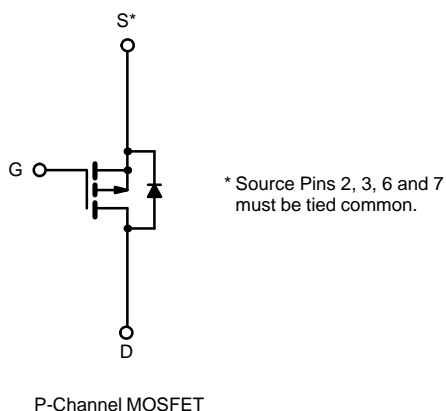 S*
G
* Source Pins 2, 3, 6 and 7
must be tied common.
D
P-Channel MOSFET